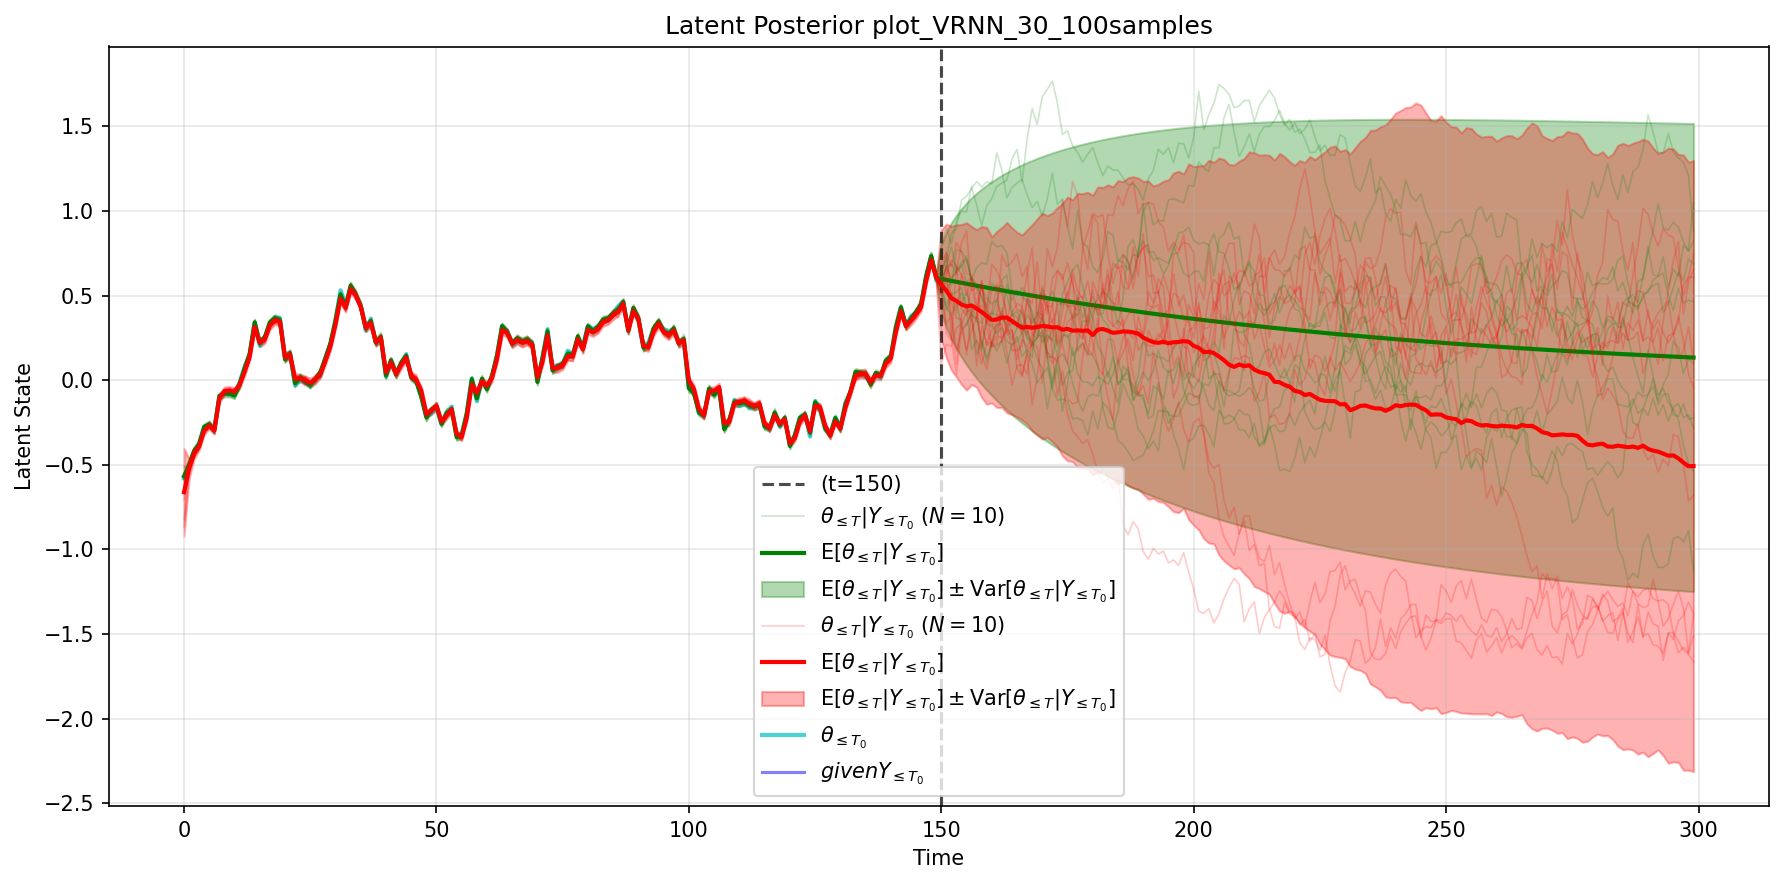 Latent Posterior plot_VRNN_30_100samples
Latent State
1.5
1.0
0.5
0.0
−0.5
−1.0
−1.5
−2.0
−2.5
(t=150)
θ≤T|Y≤T₀ (N = 10)
E[θ≤T|Y≤T₀]
E[θ≤T|Y≤T₀] ± Var[θ≤T|Y≤T₀]
θ≤T|Y≤T₀ (N = 10)
E[θ≤T|Y≤T₀]
E[θ≤T|Y≤T₀] ± Var[θ≤T|Y≤T₀]
θ≤T₀
givenY≤T₀
0 50 100 150 200 250 300
Time